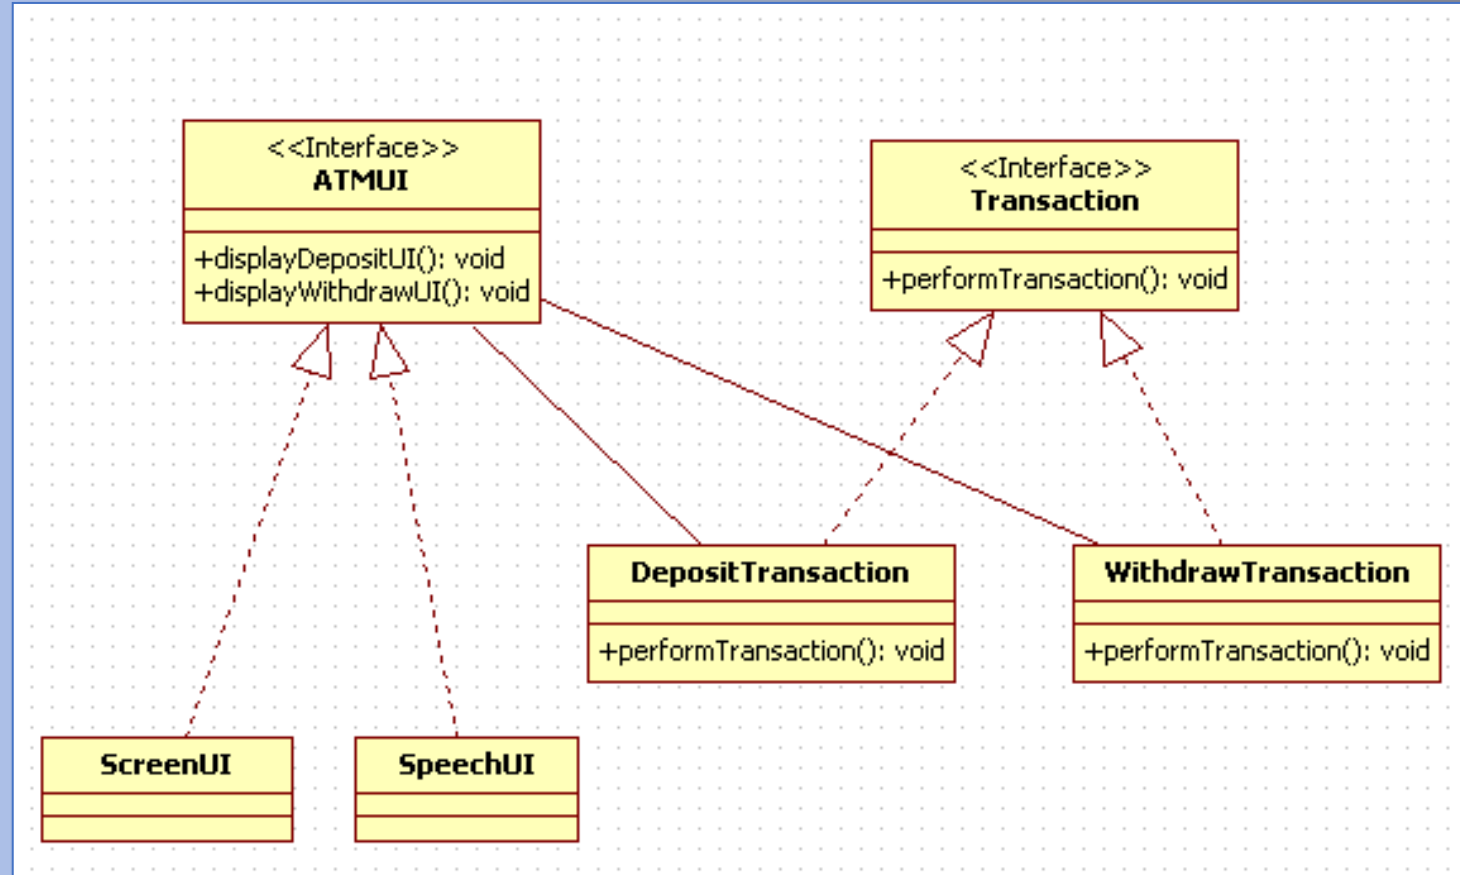 <<Interface>>
ATMUI
+displayDepositUI(): void
+displayWithdrawUI(): void
<<Interface>>
Transaction
+performTransaction(): void
DepositTransaction
+performTransaction(): void
WithdrawTransaction
+performTransaction(): void
ScreenUI
SpeechUI